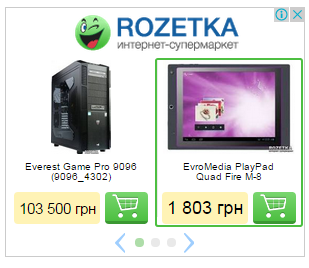 ROZETKA
интернет-супермаркет
ROZETKA
Everest Game Pro 9096
(9096_4302)
EvroMedia PlayPad
Quad Fire M-8
103 500 грн
1 803 грн